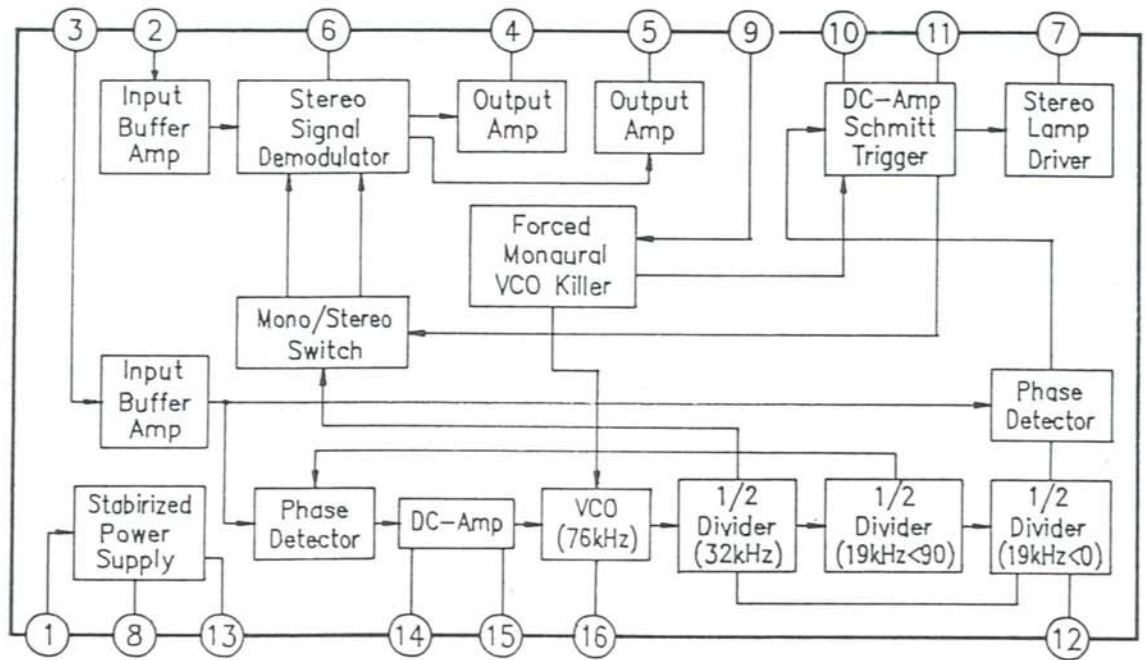 3
2
6
4
5
9
10
11
7
Input
Buffer
Amp
Stereo
Signal
Demodulator
Output
Amp
Output
Amp
DC-Amp
Schmitt
Trigger
Stereo
Lamp
Driver
Forced
Monaural
VCO Killer
Mono/Stereo
Switch
Input
Buffer
Amp
Phase
Detector
Stabirized
Power
Supply
Phase
Detector
DC-Amp
VCO
(76kHz)
1/2
Divider
(32kHz)
1/2
Divider
(19kHz<90)
1/2
Divider
(19kHz<0)
1
8
13
14
15
16
12